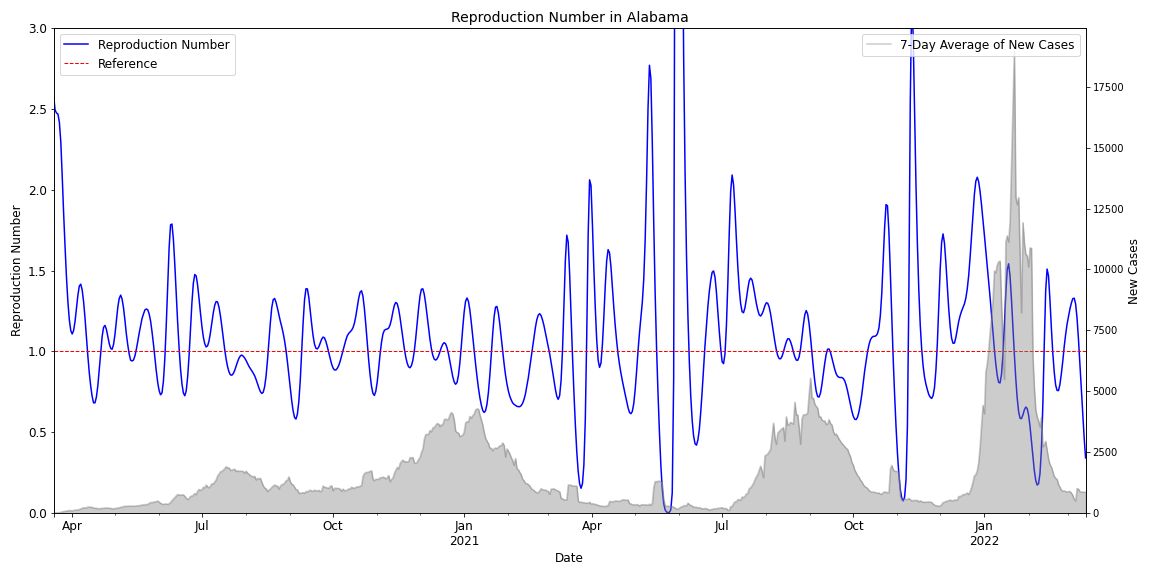 Reproduction Number in Alabama
Reproduction Number
Reference
7-Day Average of New Cases
3.0
2.5
2.0
1.5
1.0
0.5
0.0
Reproduction Number
17500
15000
12500
10000
7500
5000
2500
0
New Cases
Apr Jul Oct Jan Apr Jul Oct Jan
2021 2022
Date